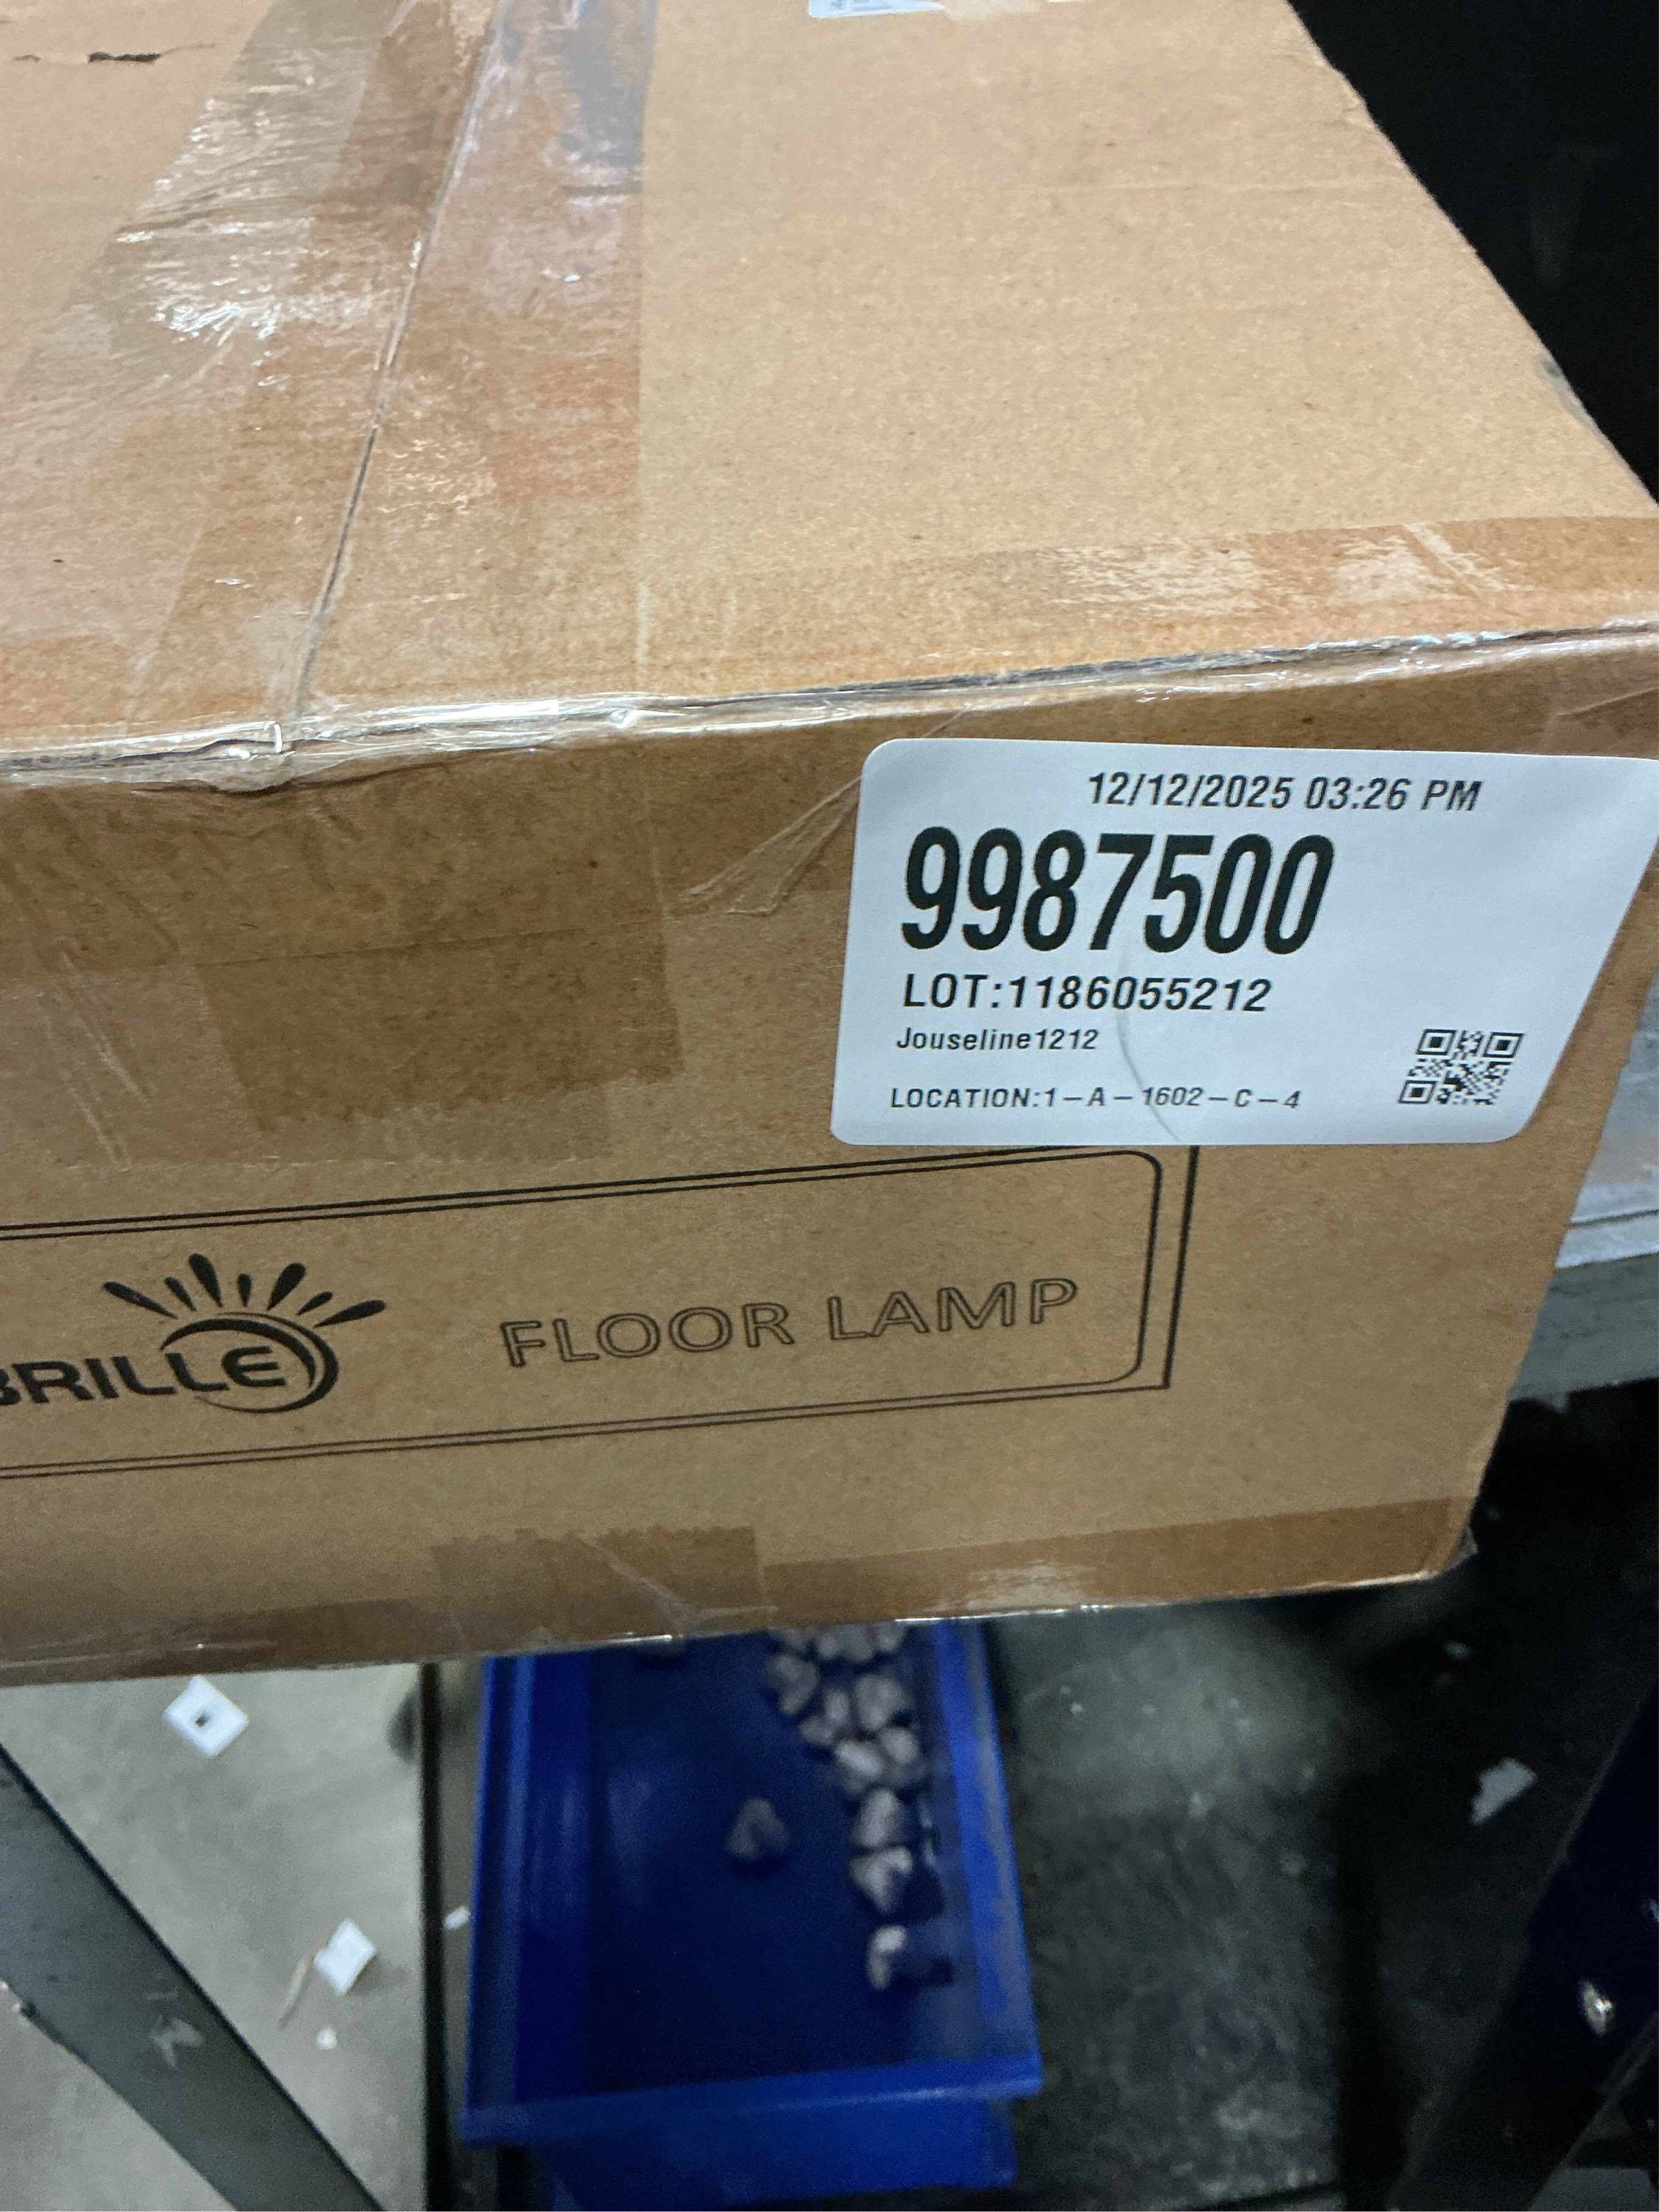 12/12/2025 03:26 PM
9987500
LOT:1186055212
Jouseline1212
LOCATION:1-A-1602-C-4
BRILLE
FLOOR LAMP